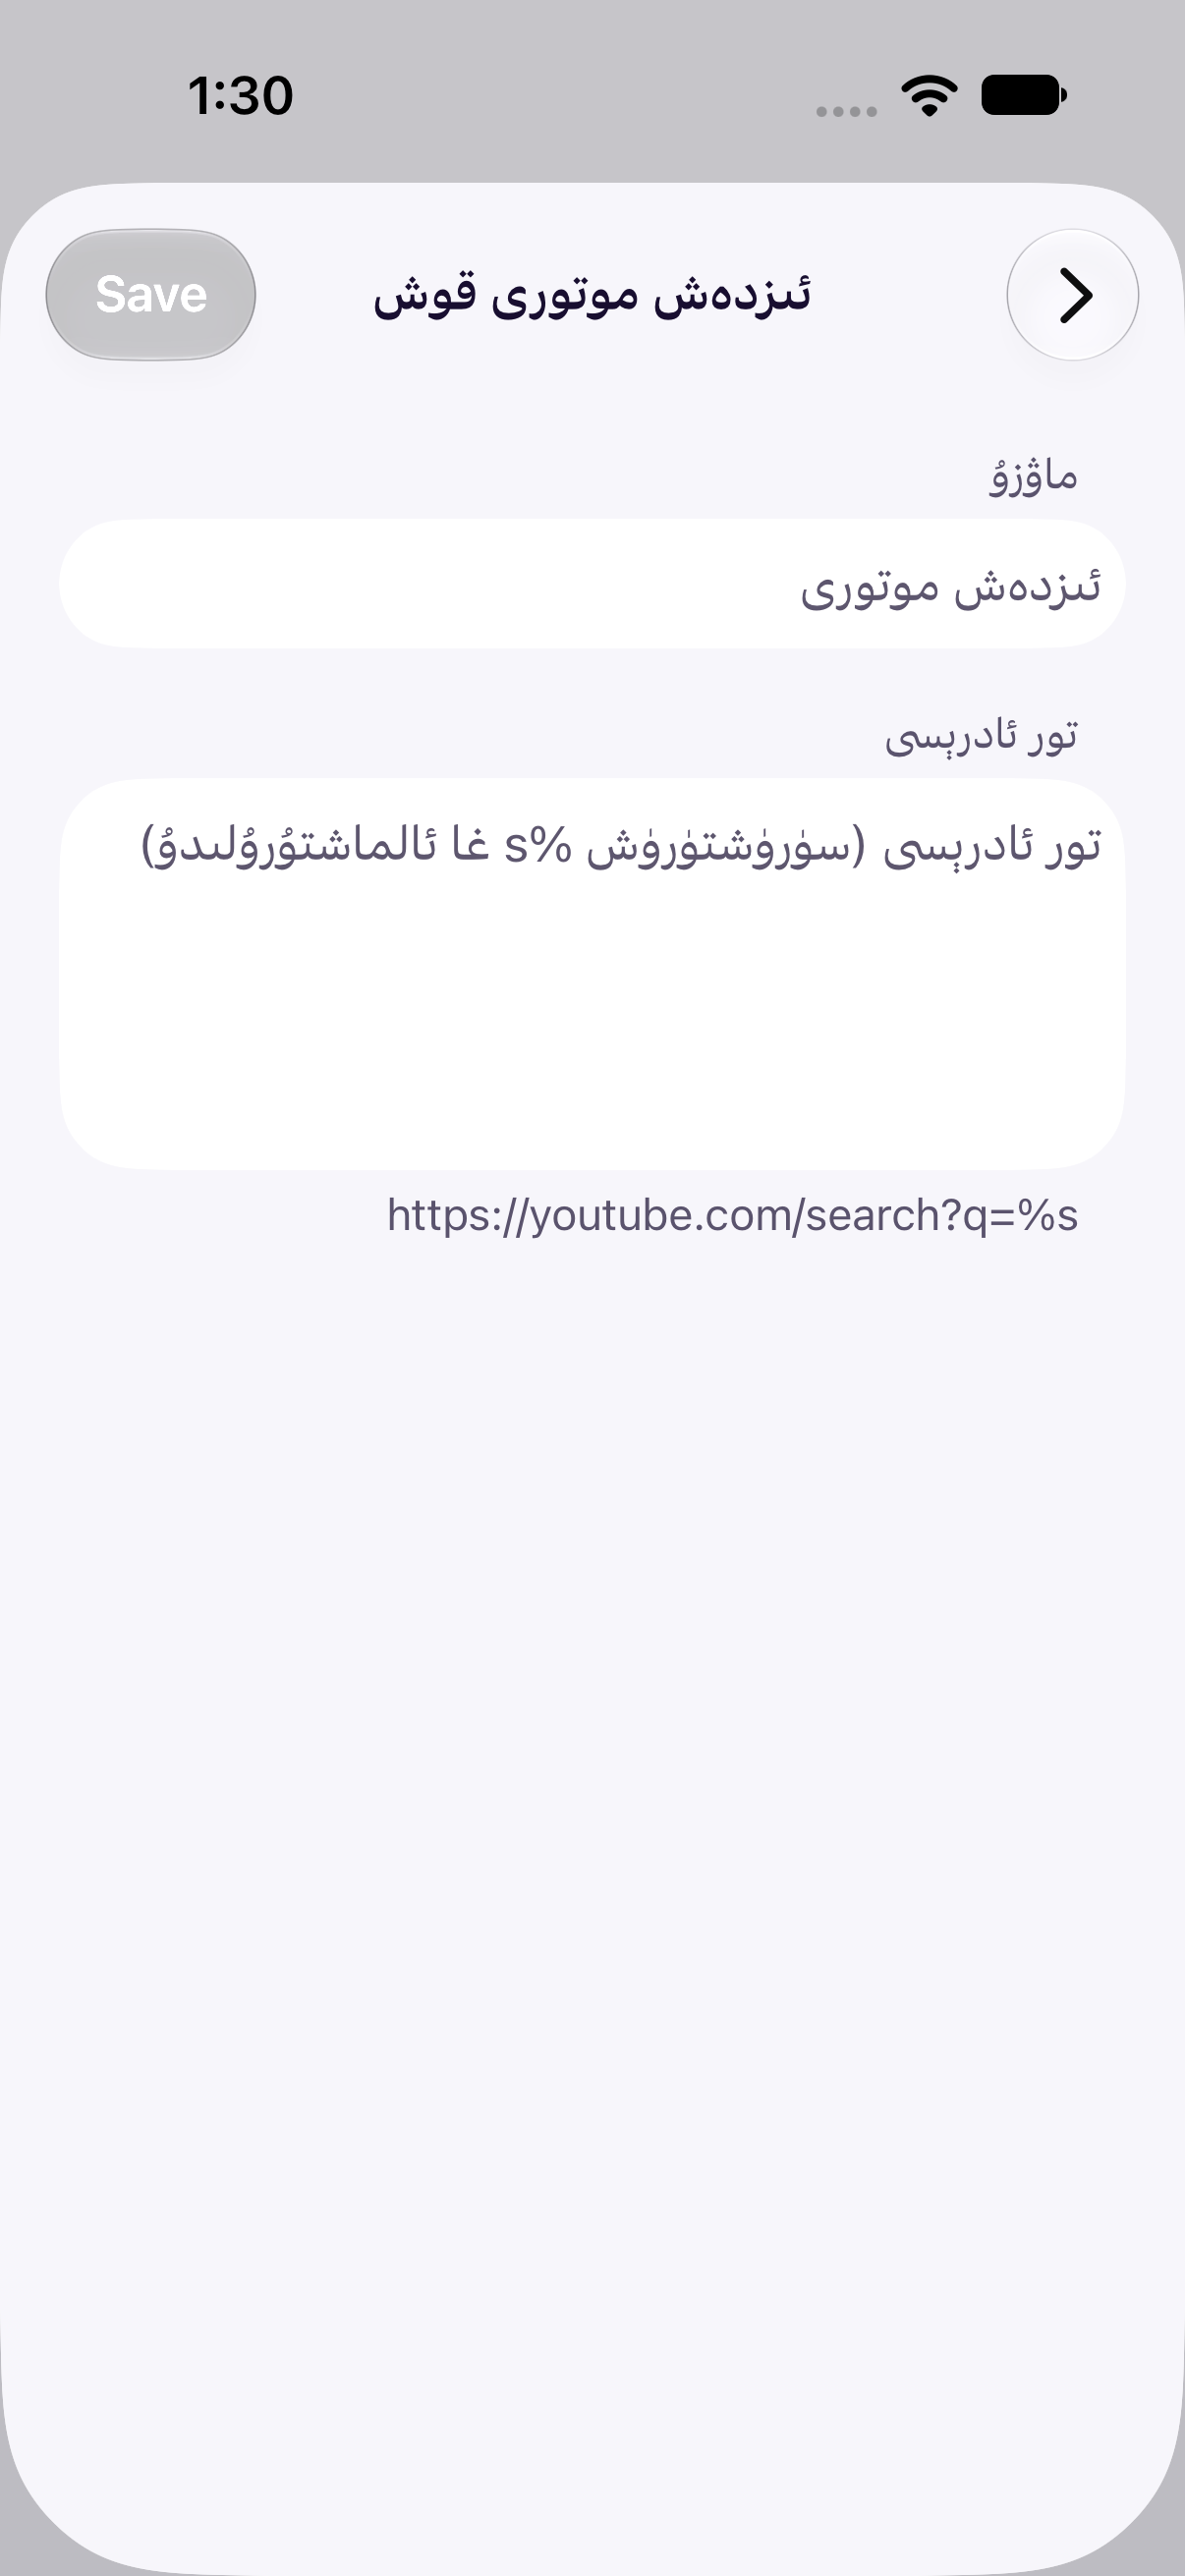 1:30
ئىزدەش موتورى قوش
Save
ماۋزۇ
ئىزدەش موتورى
تور ئادرېسى
تور ئادرېسى (سۈرۈشتۈرۈش %s غا ئالماشتۇرۇلىدۇ)
https://youtube.com/search?q=%s